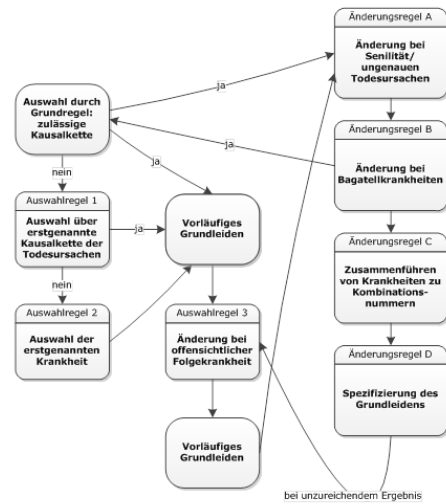 Änderungsregel A
Änderung bei
Senilität/
ungenauen
Todesursachen
ja
Auswahl durch
Grundregel:
zulässige
Kausalkette
Änderungsregel B
ja
Änderung bei
Bagatellkrankheiten
ja
nein
Auswahlregel 1
Auswahl über
erstgenannte
Kausalkette der
Todesursachen
ja
Vorläufiges
Grundleiden
Änderungsregel C
Zusammenführen
von Krankheiten zu
Kombinations-
nummern
nein
Auswahlregel 2
Auswahl der
erstgenannten
Krankheit
Auswahlregel 3
Änderung bei
offensichtlicher
Folgekrankheit
Änderungsregel D
Spezifizierung des
Grundleidens
Vorläufiges
Grundleiden
bei unzureichendem Ergebnis